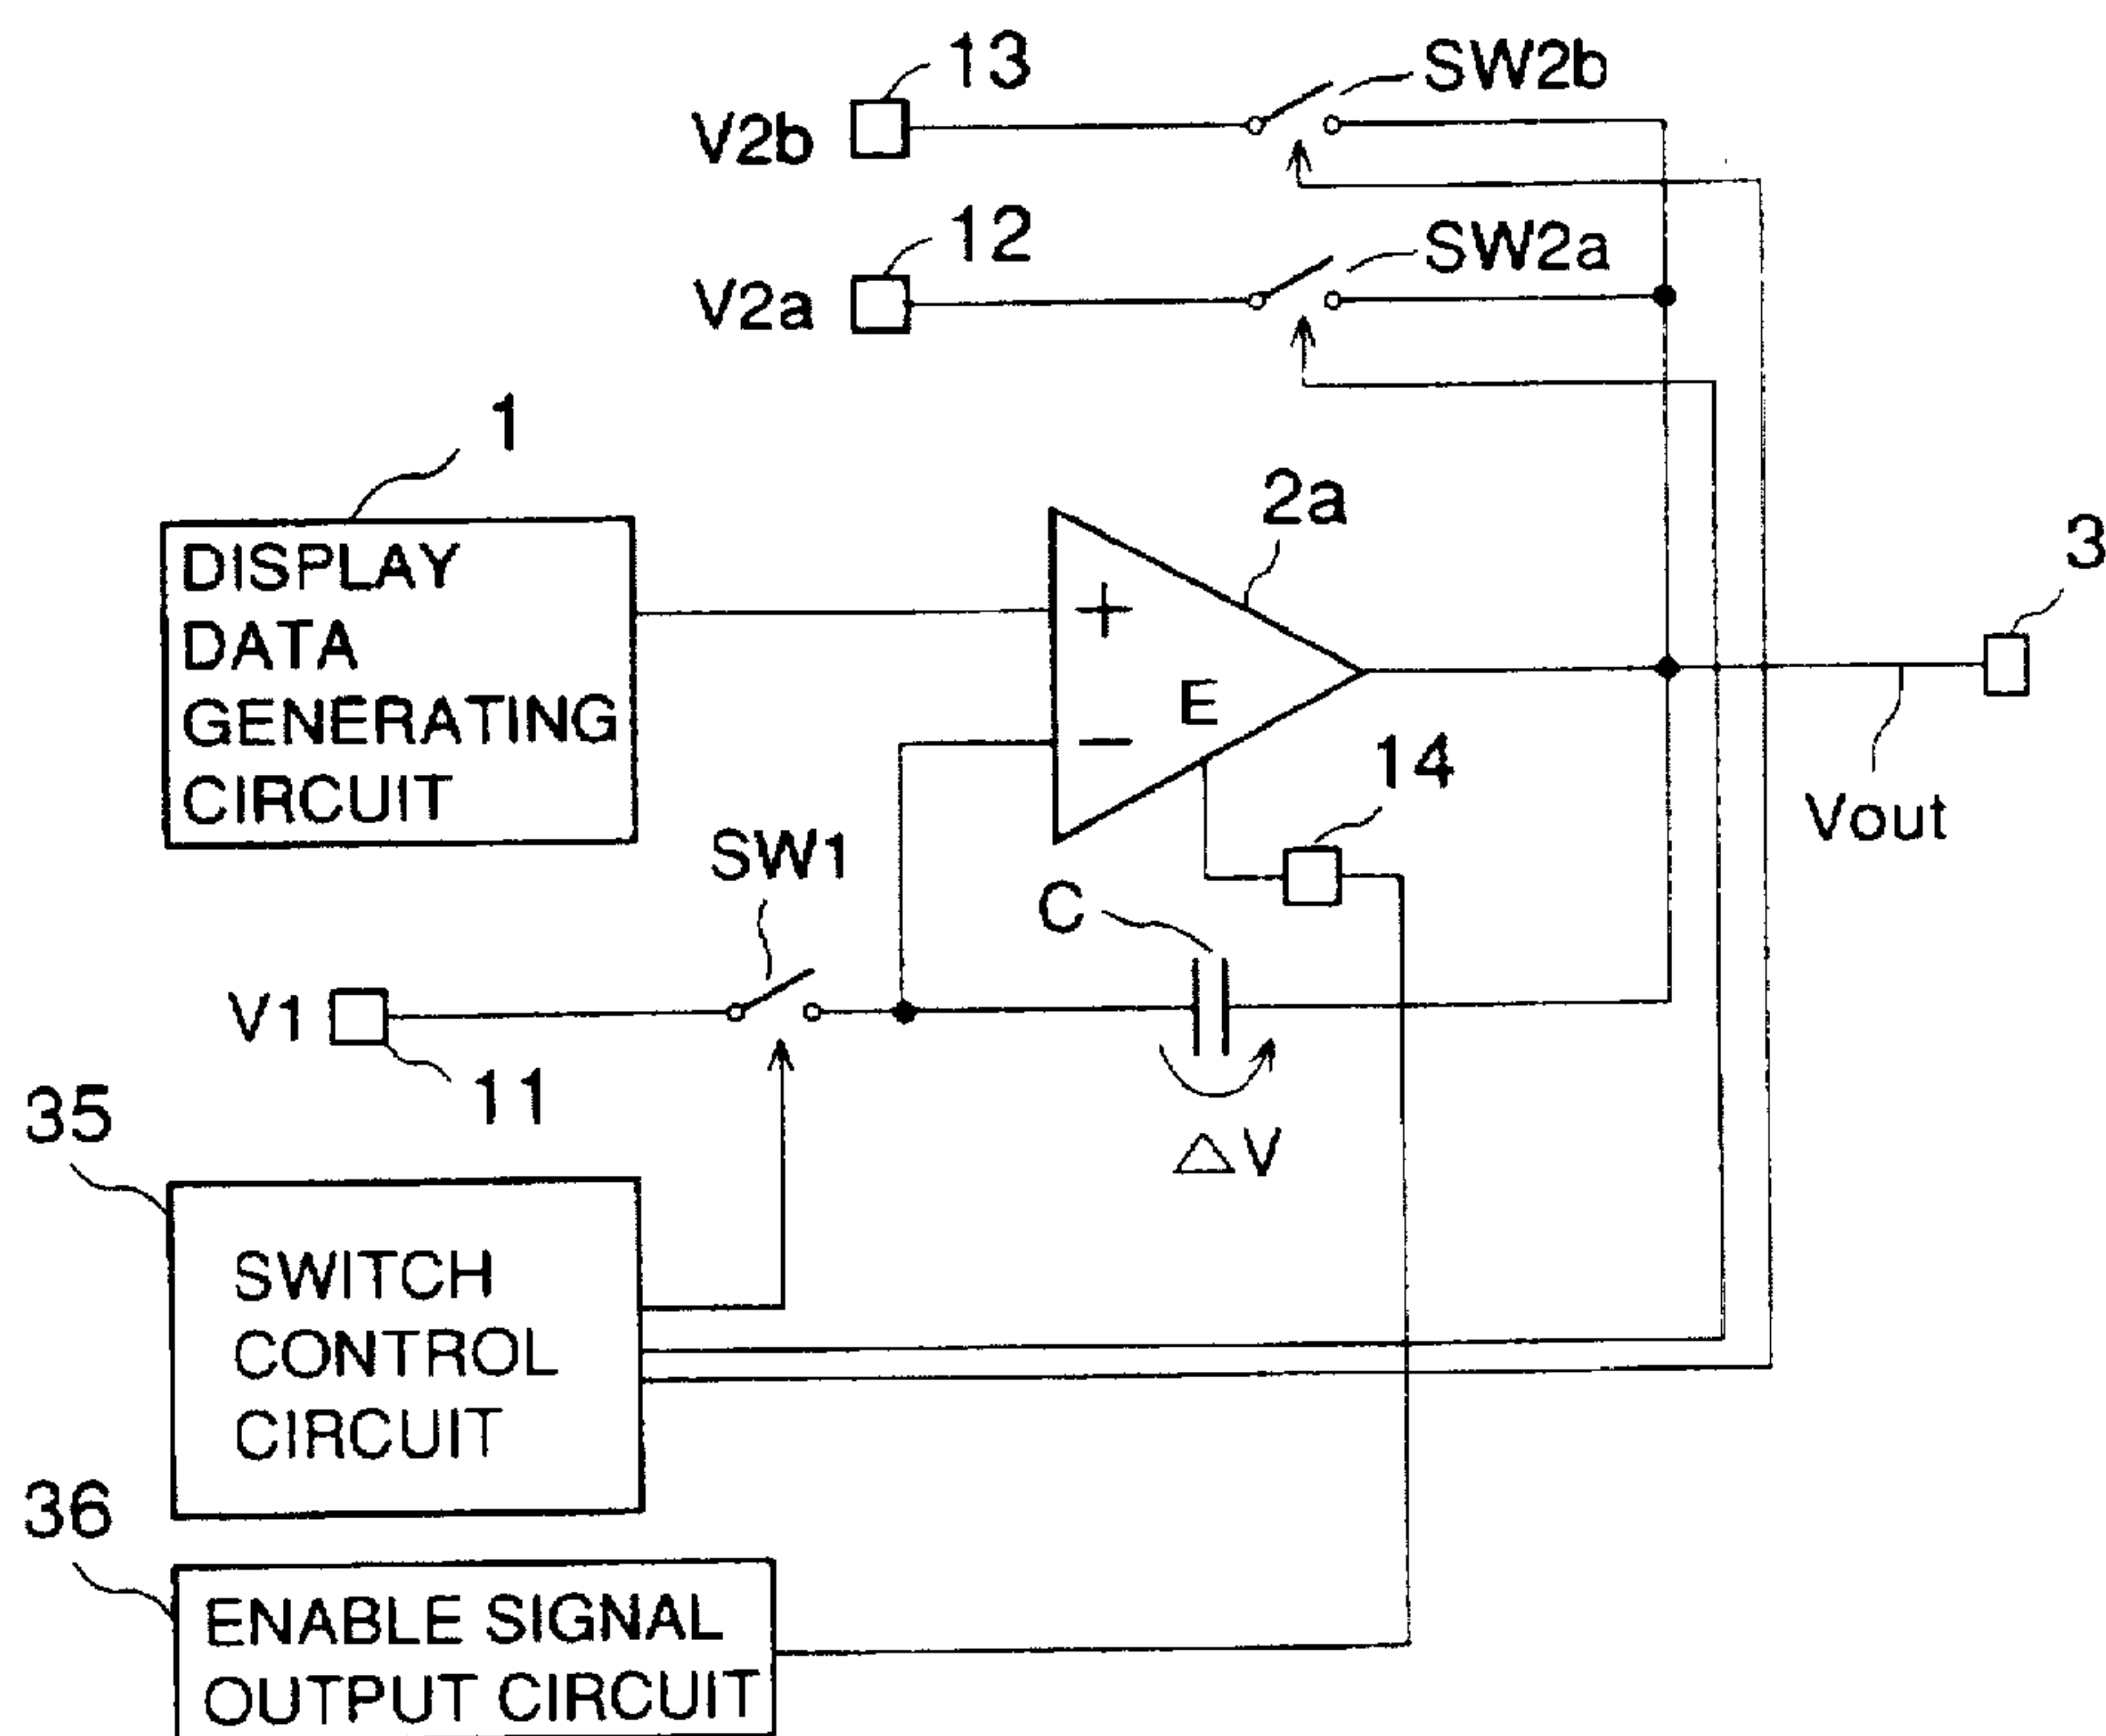 13
SW2b
V2b
12
SW2a
V2a
1
2a
3
DISPLAY
DATA
GENERATING
CIRCUIT
+
E
−
14
Vout
SW1
C
V1
11
△V
35
SWITCH
CONTROL
CIRCUIT
36
ENABLE SIGNAL
OUTPUT CIRCUIT